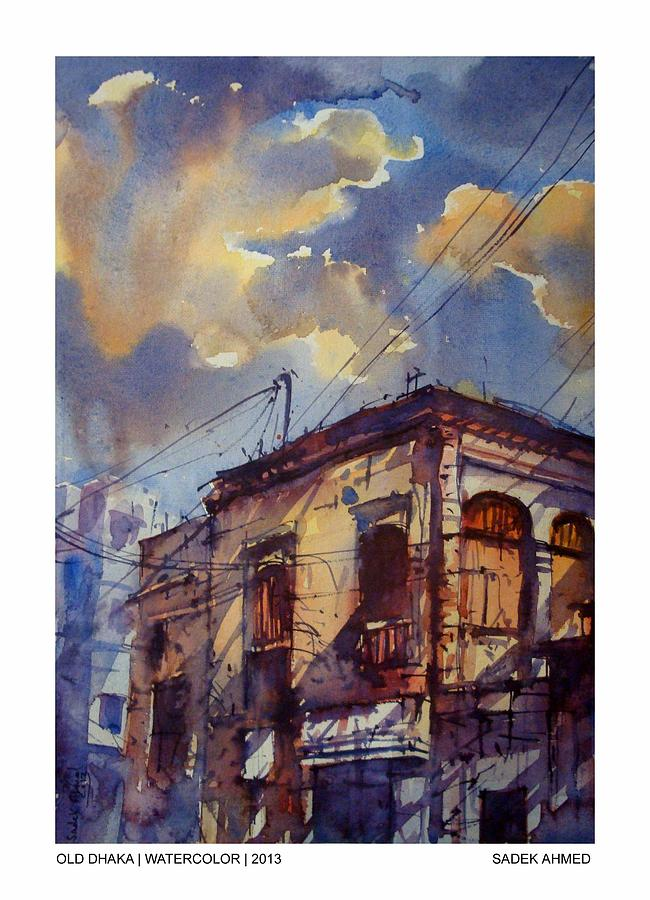 OLD DHAKA | WATERCOLOR | 2013
SADEK AHMED